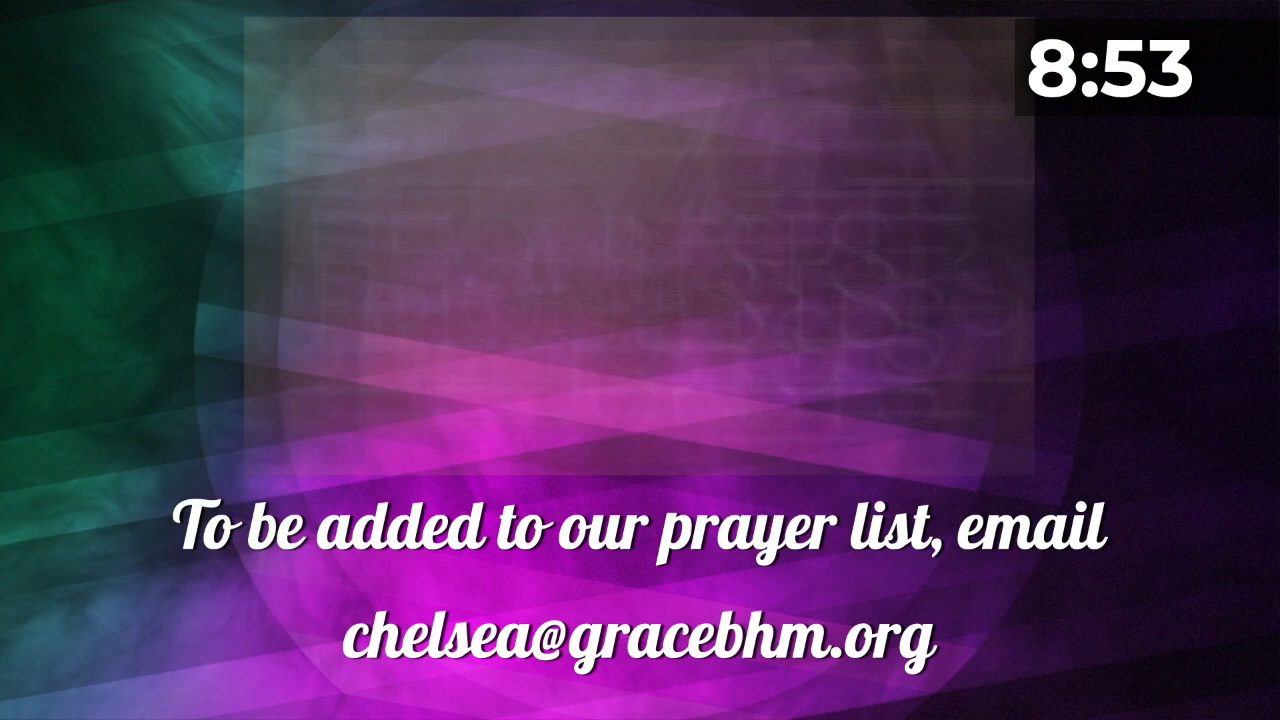 8:53
To be added to our prayer list, email
chelsea@gracebhm.org